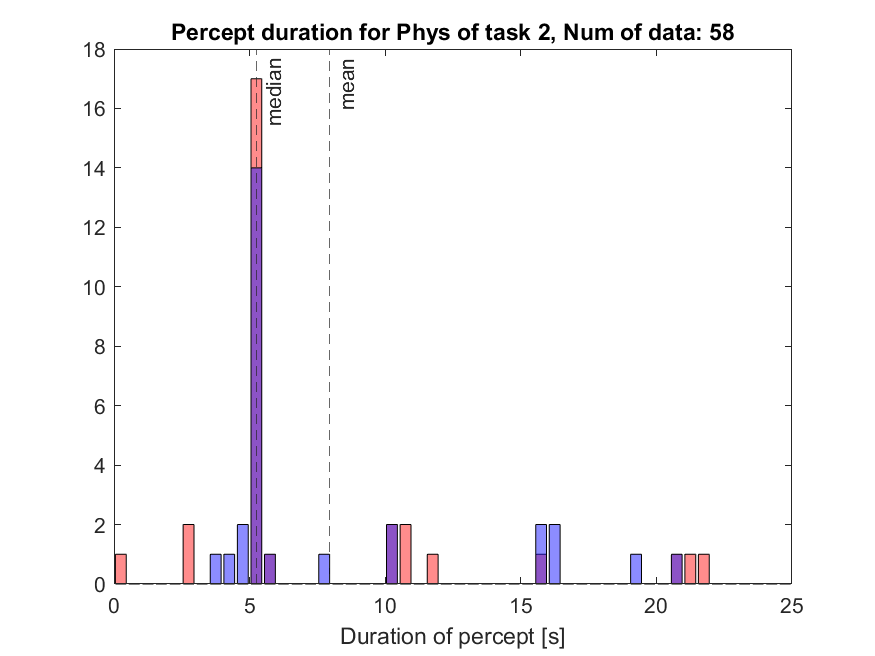 Percept duration for Phys of task 2, Num of data: 58
18
16
14
12
10
8
6
4
2
0
median
mean
0 5 10 15 20 25
Duration of percept [s]